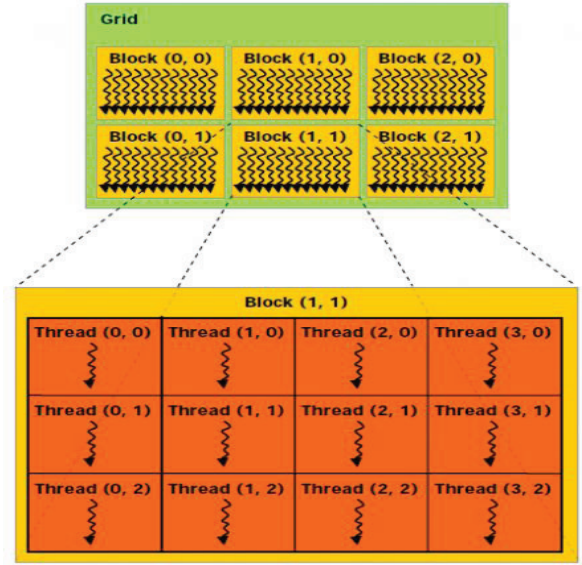 Grid
Block (0, 0) Block (1, 0) Block (2, 0)
Block (0, 1) Block (1, 1) Block (2, 1)
Block (1, 1)
Thread (0, 0) Thread (1, 0) Thread (2, 0) Thread (3, 0)
Thread (0, 1) Thread (1, 1) Thread (2, 1) Thread (3, 1)
Thread (0, 2) Thread (1, 2) Thread (2, 2) Thread (3, 2)